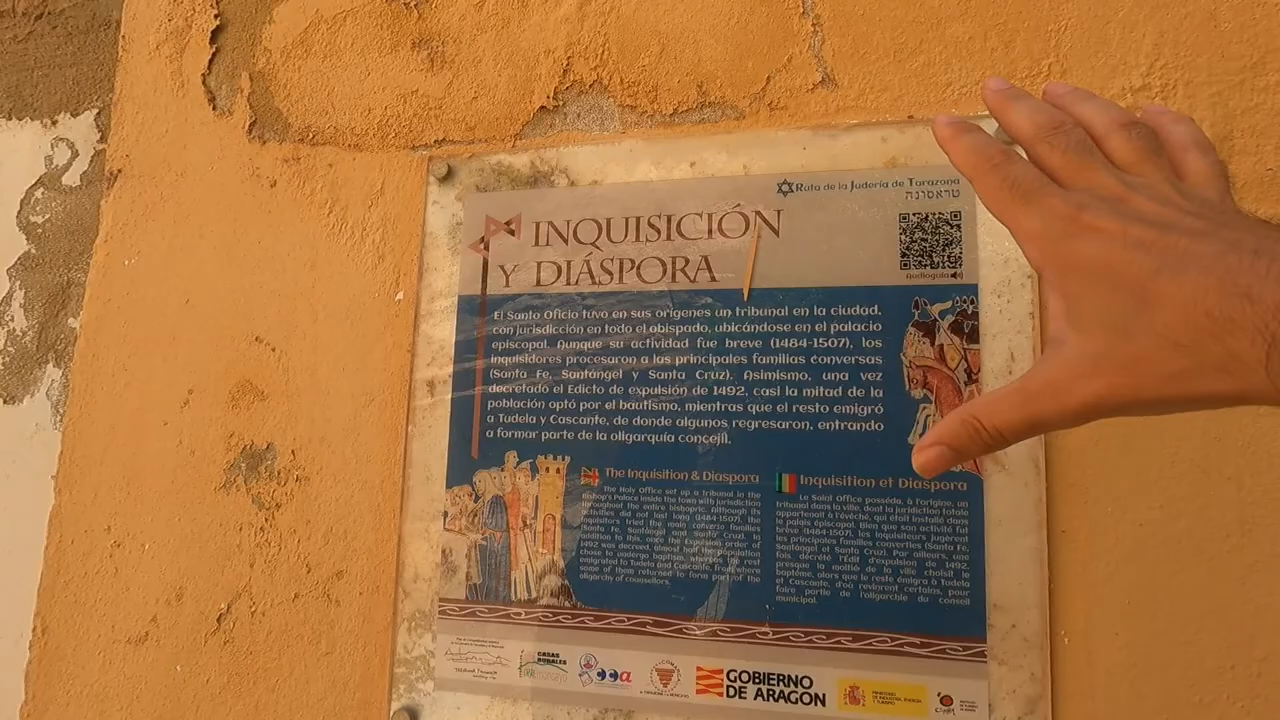 Ruta de la Judería de Tarazona
טראסונה
INQUISICIÓN
Y DIÁSPORA
Audioguía
El Santo Oficio tuvo en sus orígenes un tribunal en la ciudad,
con jurisdicción en todo el obispado, ubicándose en el palacio
episcopal. Aunque su actividad fue breve (1484-1507), los
inquisidores procesaron a las principales familias conversas
(Santa Fe, Santángel y Santa Cruz). Asimismo, una vez
decretado el Edicto de expulsión de 1492, casi la mitad de la
población optó por el bautismo, mientras que el resto emigró
a Tudela y Cascante, de donde algunos regresaron, entrando
a formar parte de la oligarquía concejil.
The Inquisition & Diaspora
The Holy Office set up a tribunal in the
Bishop's Palace inside the town with jurisdiction
throughout the entire bishopric. Although its
activities did not last long (1484-1507), the
inquisitors tried the main converso families
(Santa Fe, Santángel and Santa Cruz). In
addition to this, once the Expulsion order of
1492 was decreed, almost half the population
chose to undergo baptism, whereas the rest
emigrated to Tudela and Cascante, from where
some of them returned to form part of the
oligarchy of counsellors.
Inquisition et Diaspora
Le Saint Office posséda, à l'origine, un
tribunal dans la ville, dont la juridiction totale
appartenait à l'évêché, qui était installé dans
le palais épiscopal. Bien que son activité fut
brève (1484-1507), les inquisiteurs jugèrent
les principales familles converties (Santa Fe,
Santángel et Santa Cruz). Par ailleurs, une
fois décrété l'Édit d'expulsion de 1492,
presque la moitié de la ville choisit le
baptême, alors que le reste émigra à Tudela
et Cascante, d'où revinrent certains, pour
faire partie de l'oligarchie du conseil
municipal.
CASAS
RURALES
COMARCA
GOBIERNO
DE ARAGON
MINISTERIO
DE INDUSTRIA, ENERGÍA
Y TURISMO